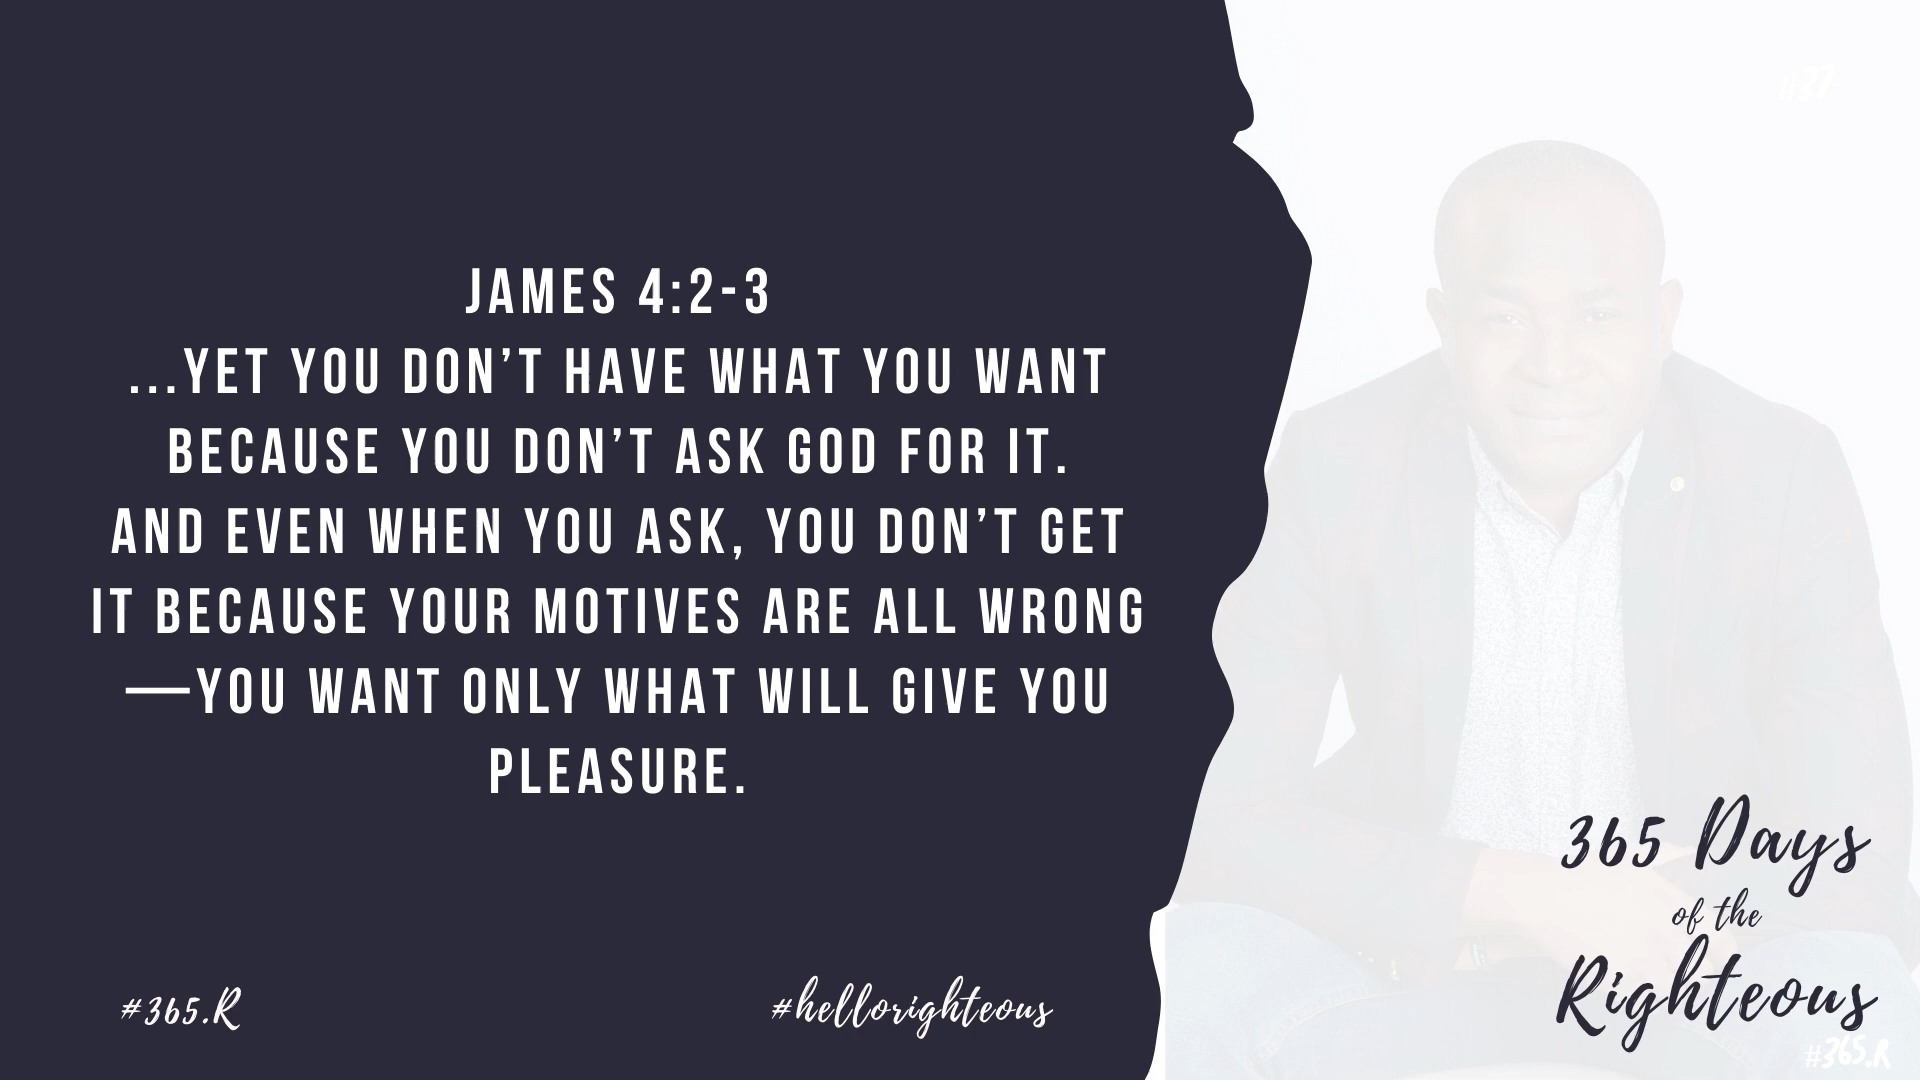 #37
JAMES 4:2-3
...YET YOU DON’T HAVE WHAT YOU WANT
BECAUSE YOU DON’T ASK GOD FOR IT.
AND EVEN WHEN YOU ASK, YOU DON’T GET
IT BECAUSE YOUR MOTIVES ARE ALL WRONG
—YOU WANT ONLY WHAT WILL GIVE YOU
PLEASURE.
#365.R
#hellorighteous
365 Days
of the
Righteous
#365.R